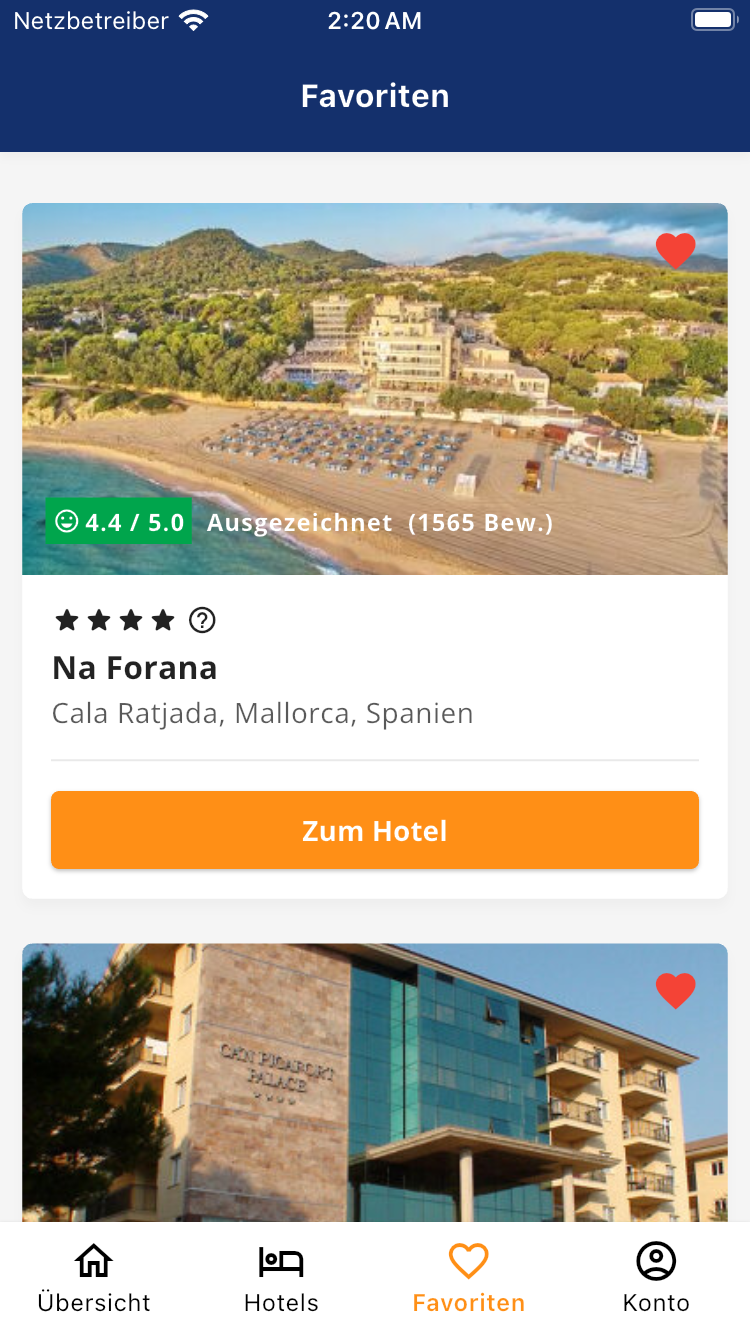 Netzbetreiber 2:20 AM
Favoriten
4.4 / 5.0 Ausgezeichnet (1565 Bew.)
Na Forana
Cala Ratjada, Mallorca, Spanien
Zum Hotel
CA'N PICAFORT
PALACE
Übersicht Hotels Favoriten Konto